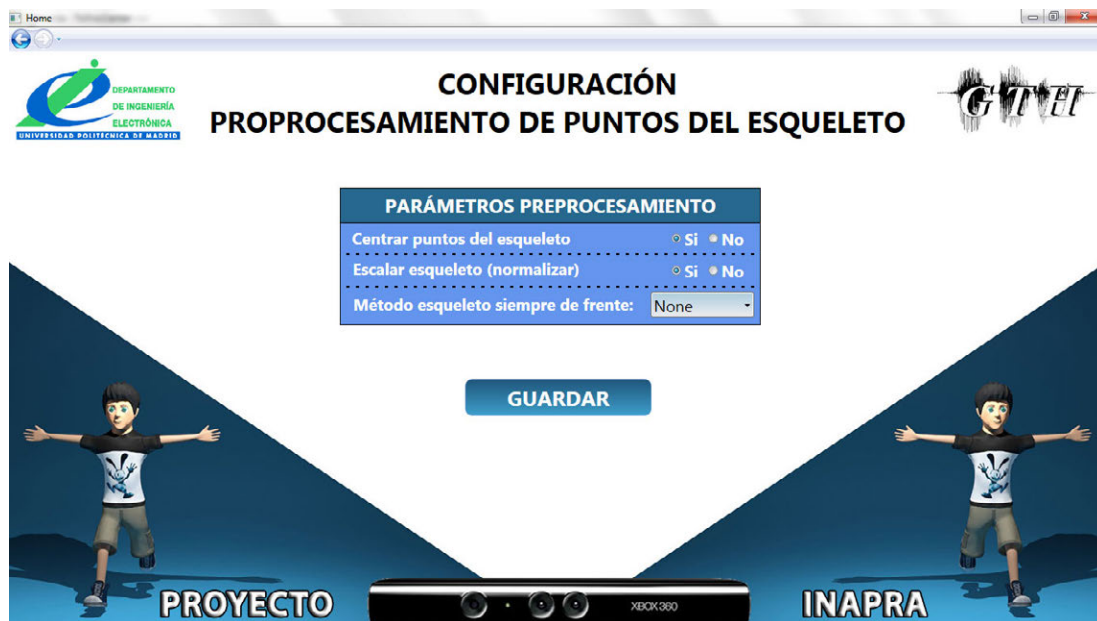 Home
DEPARTAMENTO
DE INGENIERÍA
ELECTRÓNICA
UNIVERSIDAD POLITECNICA DE MADRID
CONFIGURACIÓN
PROPROCESAMIENTO DE PUNTOS DEL ESQUELETO
GTH
PARÁMETROS PREPROCESAMIENTO
Centrar puntos del esqueleto Si No
Escalar esqueleto (normalizar) Si No
Método esqueleto siempre de frente: None
GUARDAR
PROYECTO
XBOX 360
INAPRA